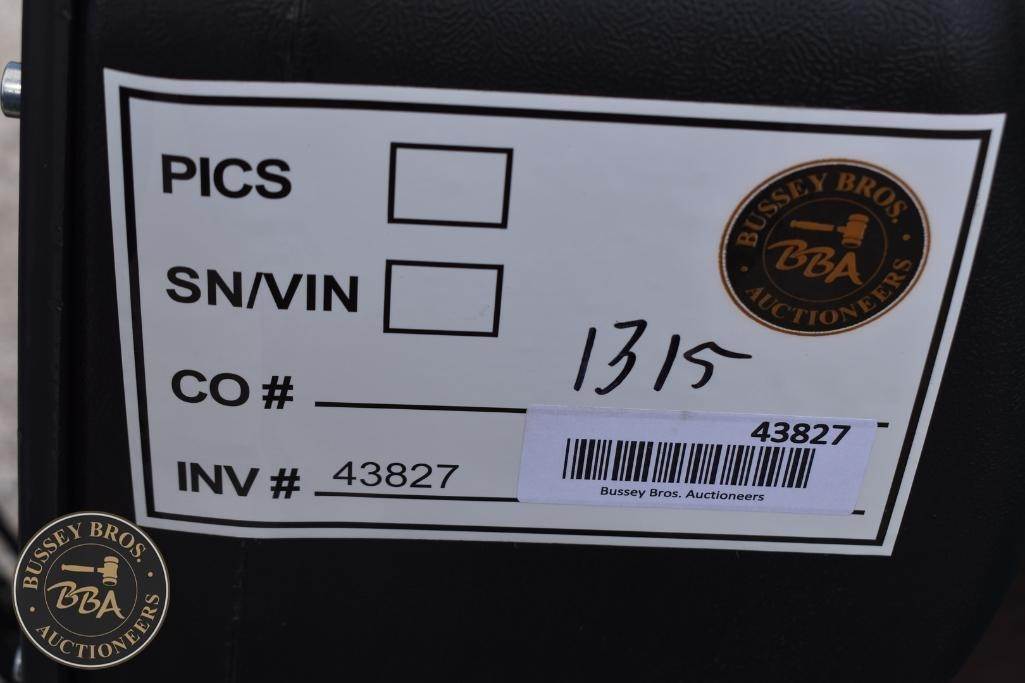 PICS
BUSSEY BROS.
BBA
AUCTIONEERS
SN/VIN
CO # 1315
INV # 43827
43827
Bussey Bros. Auctioneers
BUSSEY BROS.
BBA
AUCTIONEERS